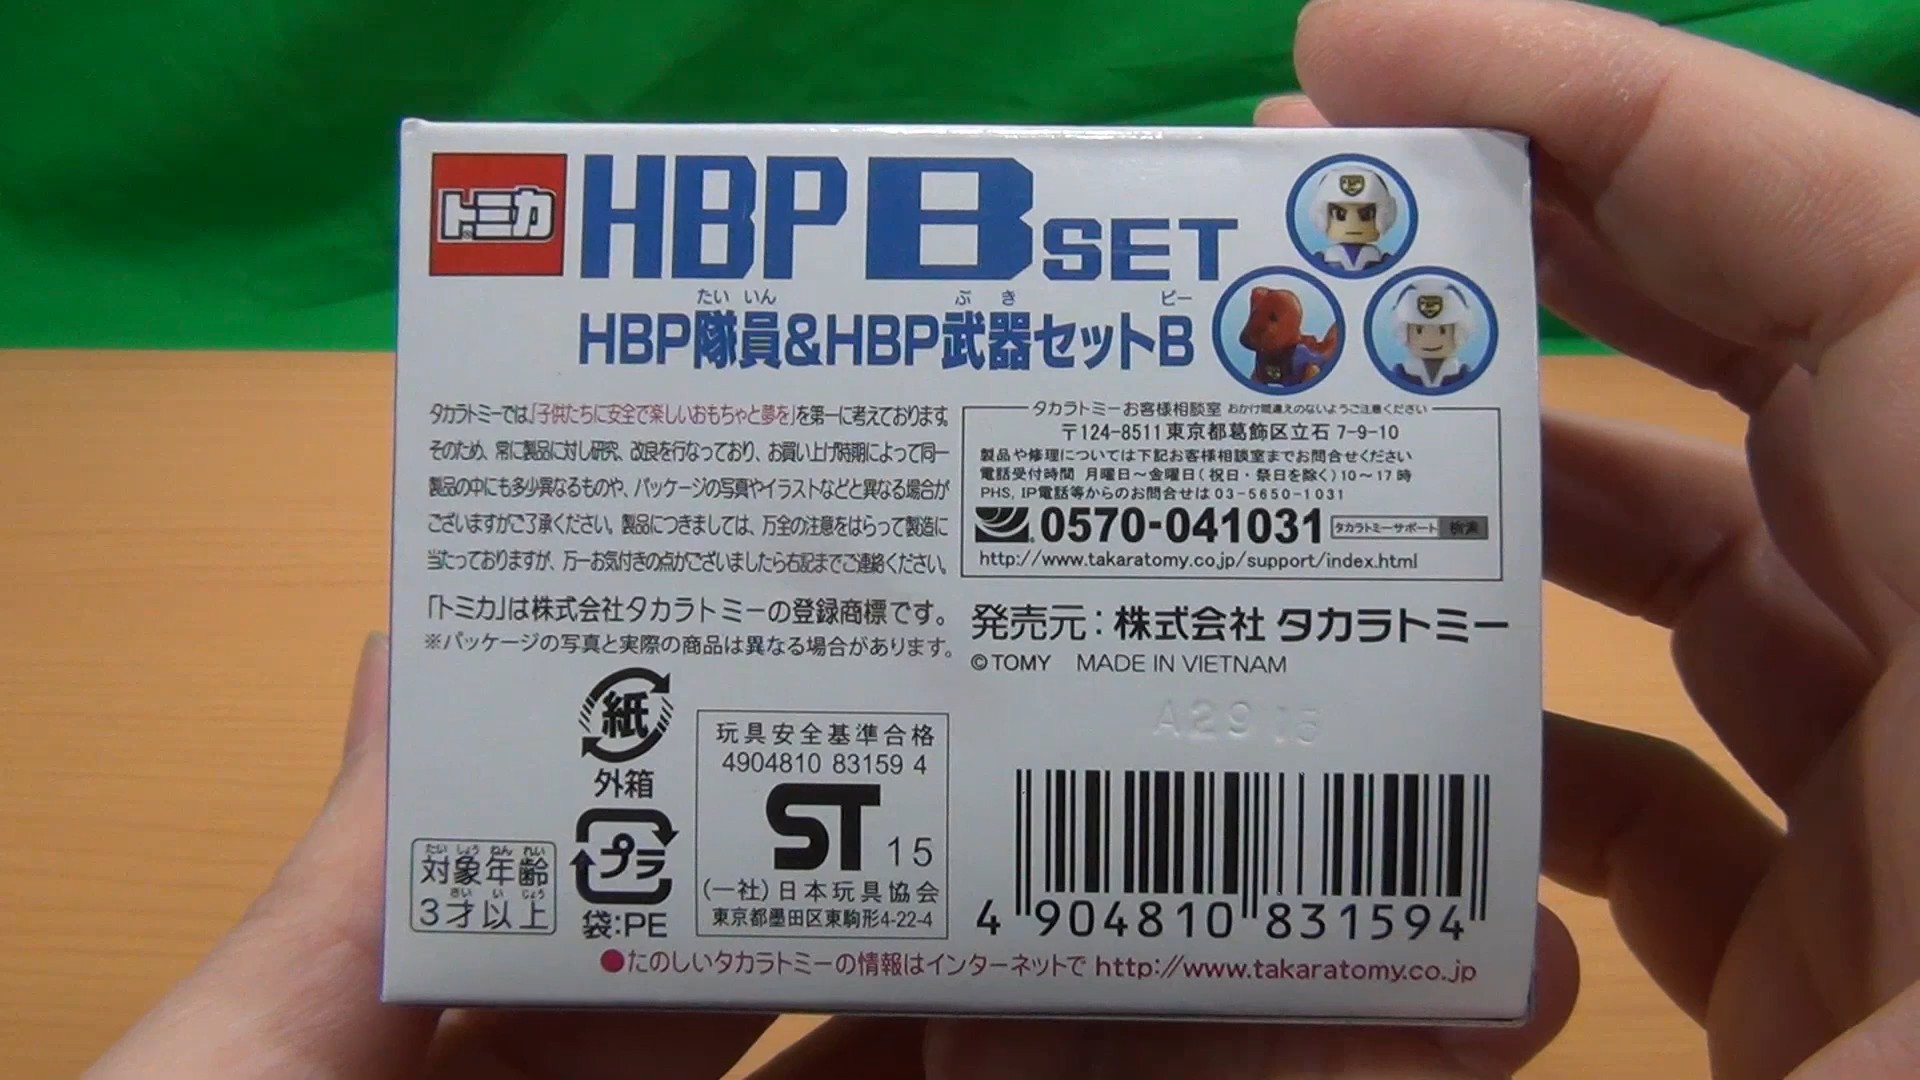 トミカ
HBP B SET
たいいん ぶき ビー
HBP隊員&HBP武器セットB
タカラトミーでは、「子供たちに安全で楽しいおもちゃと夢を」を第一に考えております。
そのため、常に製品に対し研究、改良を行なっており、お買い上げ時期によって同一
製品の中にも多少異なるものや、パッケージの写真やイラストなどと異なる場合が
ございますがご了承ください。製品につきましては、万全の注意をはらって製造に
当たっておりますが、万一お気付きの点がございましたら右記までご連絡ください。
「トミカ」は株式会社タカラトミーの登録商標です。
※パッケージの写真と実際の商品は異なる場合があります。
タカラトミーお客様相談室 おかけ間違えのないようご注意ください
〒124-8511 東京都葛飾区立石 7-9-10
製品や修理については下記お客様相談室までお問合せください
電話受付時間 月曜日～金曜日(祝日・祭日を除く)10～17時
PHS, IP電話等からのお問合せは 03-5650-1031
0570-041031 タカラトミーサポート 検索
http://www.takaratomy.co.jp/support/index.html
発売元:株式会社 タカラトミー
©TOMY MADE IN VIETNAM
A29 15
紙
外箱
プラ
袋:PE
たいしょうねんれい
対象年齢
さいいじょう
3才以上
玩具安全基準合格
4904810 83159 4
ST 15
(一社)日本玩具協会
東京都墨田区東駒形4-22-4
4 904810 831594
●たのしいタカラトミーの情報はインターネットで http://www.takaratomy.co.jp